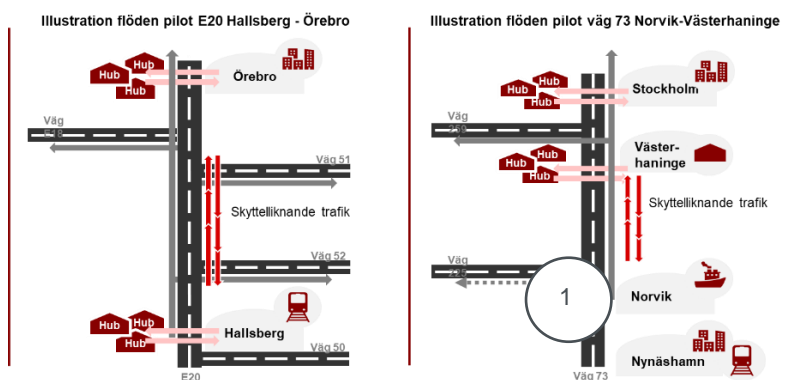 Illustration flöden pilot E20 Hallsberg - Örebro
Hub
Hub
Hub
Örebro
Väg
E18
Väg 51
Skyttelliknande trafik
Väg 52
Hub
Hub
Hub
Hallsberg
Väg 50
E20
Illustration flöden pilot väg 73 Norvik-Västerhaninge
Hub
Hub
Hub
Stockholm
Väg
259
Väster-
haninge
Hub
Hub
Hub
Skyttelliknande trafik
Väg
225
1
Norvik
Nynäshamn
Väg 73